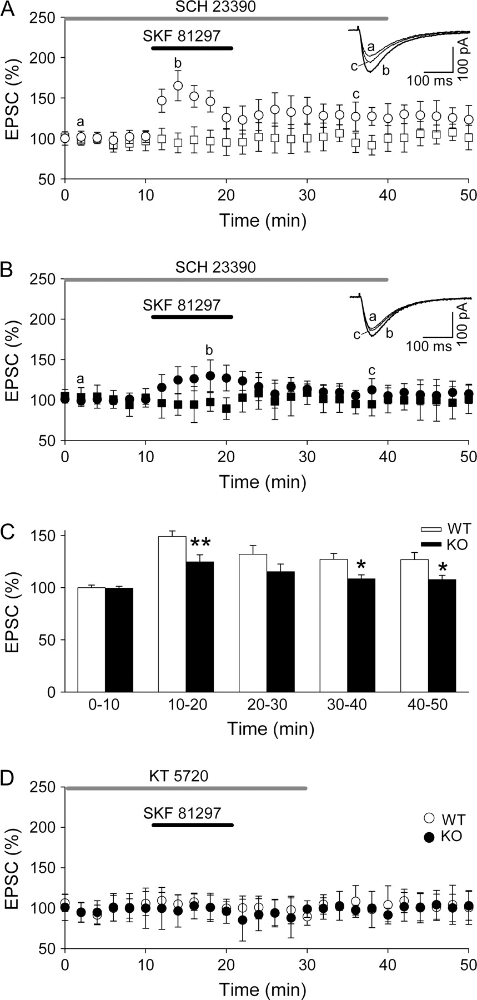 A
SCH 23390
SKF 81297
EPSC (%)
250
200
150
100
50
a
b
c
a
c
b
100 ms
100 pA
0 10 20 30 40 50
Time (min)
B
SCH 23390
SKF 81297
EPSC (%)
250
200
150
100
50
a
b
c
a
c
b
100 ms
100 pA
0 10 20 30 40 50
Time (min)
C
WT
KO
EPSC (%)
150
100
50
0
**
*
*
0-10 10-20 20-30 30-40 40-50
Time (min)
D
KT 5720
SKF 81297
WT
KO
EPSC (%)
250
200
150
100
50
0 10 20 30 40 50
Time (min)